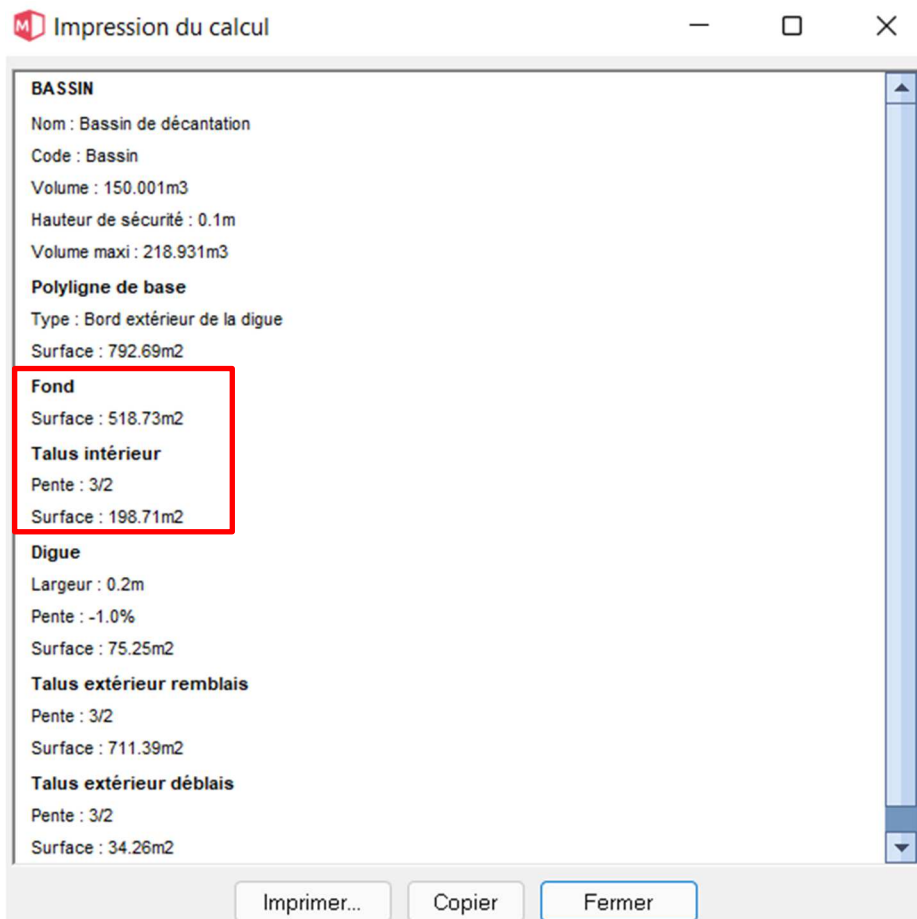 Impression du calcul
BASSIN
Nom : Bassin de décantation
Code : Bassin
Volume : 150.001m3
Hauteur de sécurité : 0.1m
Volume maxi : 218.931m3
Polyligne de base
Type : Bord extérieur de la digue
Surface : 792.69m2
Fond
Surface : 518.73m2
Talus intérieur
Pente : 3/2
Surface : 198.71m2
Digue
Largeur : 0.2m
Pente : -1.0%
Surface : 75.25m2
Talus extérieur remblais
Pente : 3/2
Surface : 711.39m2
Talus extérieur déblais
Pente : 3/2
Surface : 34.26m2
Imprimer... Copier Fermer